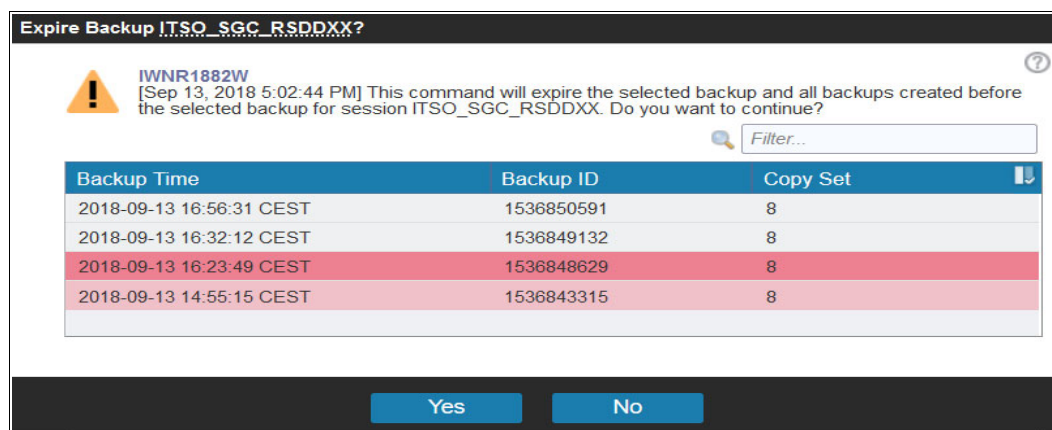 Expire Backup ITSO_SGC_RSDDXX?
IWNR1882W
[Sep 13, 2018 5:02:44 PM] This command will expire the selected backup and all backups created before
the selected backup for session ITSO_SGC_RSDDXX. Do you want to continue?
Filter...
Backup Time Backup ID Copy Set
2018-09-13 16:56:31 CEST 1536850591 8
2018-09-13 16:32:12 CEST 1536849132 8
2018-09-13 16:23:49 CEST 1536848629 8
2018-09-13 14:55:15 CEST 1536843315 8
Yes No